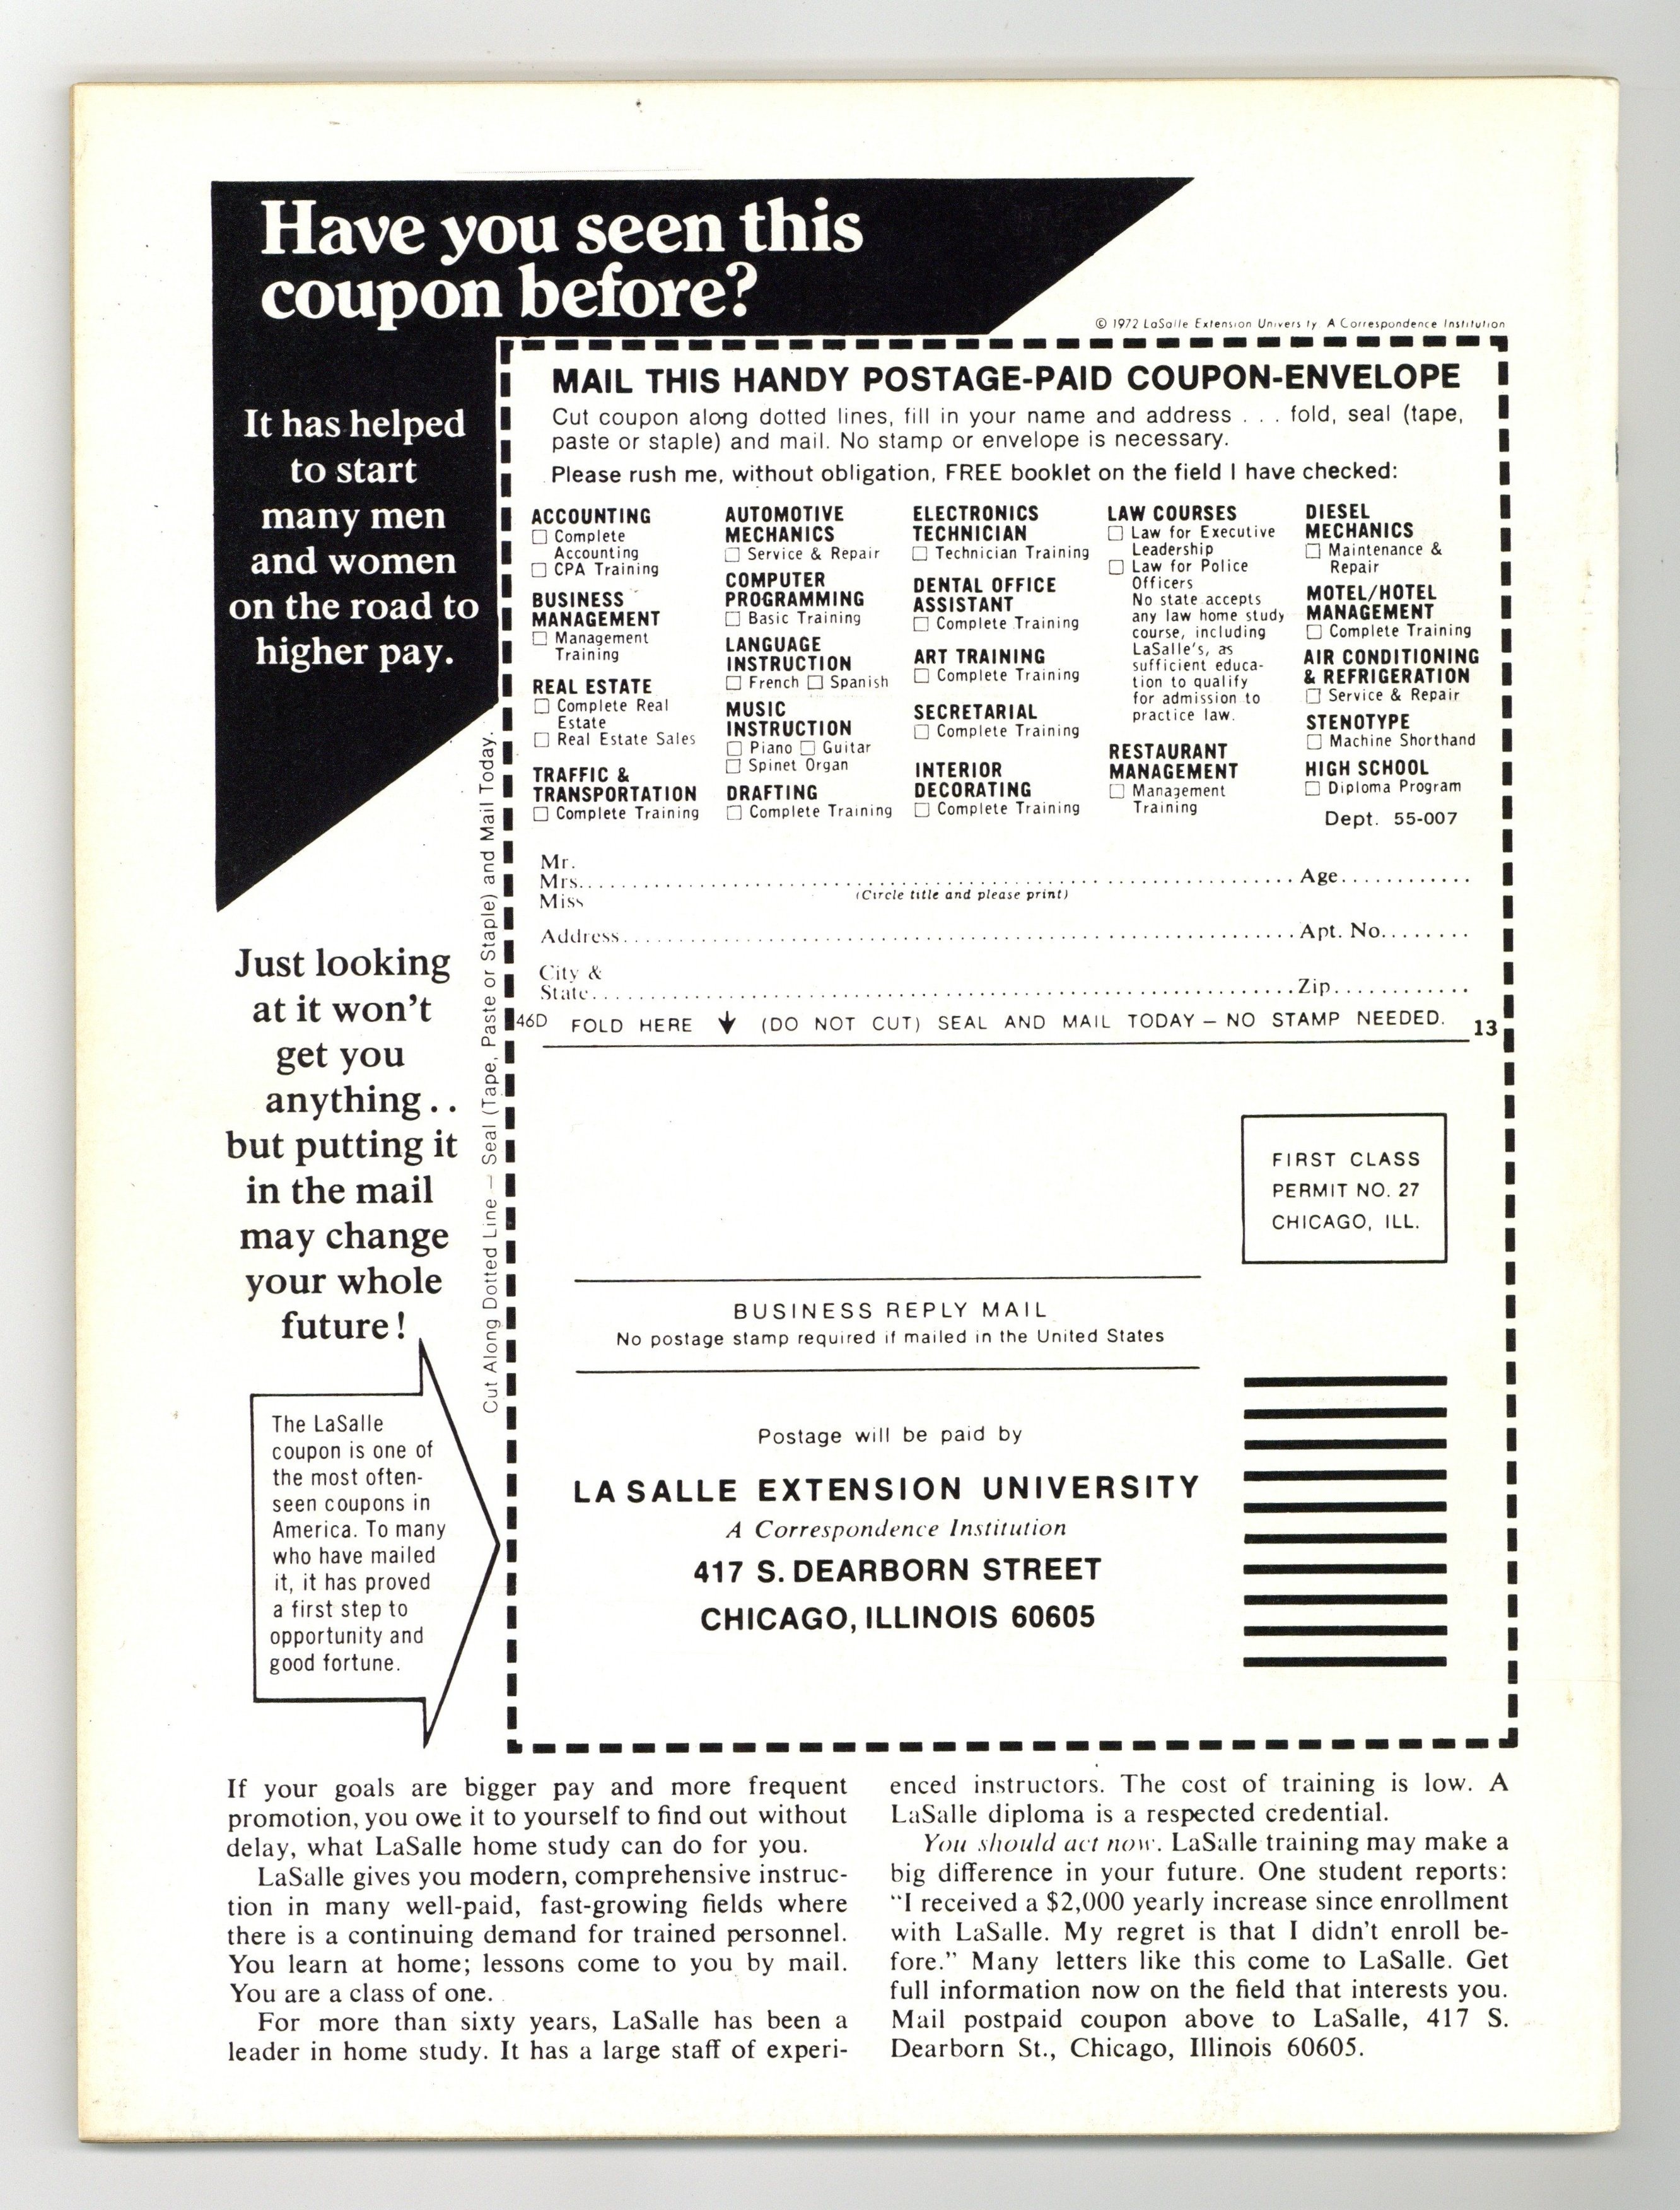 Have you seen this
coupon before?
© 1972 LaSalle Extension University A Correspondence Institution
It has helped
to start
many men
and women
on the road to
higher pay.
Just looking
at it won't
get you
anything..
but putting it
in the mail
may change
your whole
future!
The LaSalle
coupon is one of
the most often-
seen coupons in
America. To many
who have mailed
it, it has proved
a first step to
opportunity and
good fortune.
Cut Along Dotted Line — Seal (Tape, Paste or Staple) and Mail Today.
MAIL THIS HANDY POSTAGE-PAID COUPON-ENVELOPE
Cut coupon along dotted lines, fill in your name and address . . . fold, seal (tape,
paste or staple) and mail. No stamp or envelope is necessary.
Please rush me, without obligation, FREE booklet on the field I have checked:
ACCOUNTING
☐ Complete
Accounting
☐ CPA Training
BUSINESS
MANAGEMENT
☐ Management
Training
REAL ESTATE
☐ Complete Real
Estate
☐ Real Estate Sales
TRAFFIC &
TRANSPORTATION
☐ Complete Training
AUTOMOTIVE
MECHANICS
☐ Service & Repair
COMPUTER
PROGRAMMING
☐ Basic Training
LANGUAGE
INSTRUCTION
☐ French ☐ Spanish
MUSIC
INSTRUCTION
☐ Piano ☐ Guitar
☐ Spinet Organ
DRAFTING
☐ Complete Training
ELECTRONICS
TECHNICIAN
☐ Technician Training
DENTAL OFFICE
ASSISTANT
☐ Complete Training
ART TRAINING
☐ Complete Training
SECRETARIAL
☐ Complete Training
INTERIOR
DECORATING
☐ Complete Training
LAW COURSES
☐ Law for Executive
Leadership
☐ Law for Police
Officers
No state accepts
any law home study
course, including
LaSalle's, as
sufficient educa-
tion to qualify
for admission to
practice law.
RESTAURANT
MANAGEMENT
☐ Management
Training
DIESEL
MECHANICS
☐ Maintenance &
Repair
MOTEL/HOTEL
MANAGEMENT
☐ Complete Training
AIR CONDITIONING
& REFRIGERATION
☐ Service & Repair
STENOTYPE
☐ Machine Shorthand
HIGH SCHOOL
☐ Diploma Program
Dept. 55-007
Mr.
Mrs. Age
(Circle title and please print)
Miss
Address Apt. No.
City &
State Zip
46D FOLD HERE ↓ (DO NOT CUT) SEAL AND MAIL TODAY — NO STAMP NEEDED. 13
FIRST CLASS
PERMIT NO. 27
CHICAGO, ILL.
BUSINESS REPLY MAIL
No postage stamp required if mailed in the United States
Postage will be paid by
LA SALLE EXTENSION UNIVERSITY
A Correspondence Institution
417 S. DEARBORN STREET
CHICAGO, ILLINOIS 60605
If your goals are bigger pay and more frequent
promotion, you owe it to yourself to find out without
delay, what LaSalle home study can do for you.
LaSalle gives you modern, comprehensive instruc-
tion in many well-paid, fast-growing fields where
there is a continuing demand for trained personnel.
You learn at home; lessons come to you by mail.
You are a class of one.
For more than sixty years, LaSalle has been a
leader in home study. It has a large staff of experi-
enced instructors. The cost of training is low. A
LaSalle diploma is a respected credential.
You should act now. LaSalle training may make a
big difference in your future. One student reports:
"I received a $2,000 yearly increase since enrollment
with LaSalle. My regret is that I didn't enroll be-
fore." Many letters like this come to LaSalle. Get
full information now on the field that interests you.
Mail postpaid coupon above to LaSalle, 417 S.
Dearborn St., Chicago, Illinois 60605.